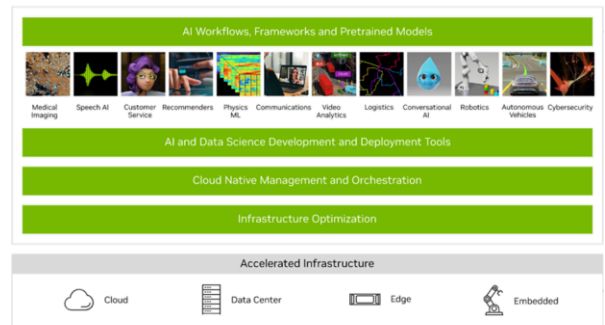 AI Workflows, Frameworks and Pretrained Models
Medical Imaging
Speech AI
Customer Service
Recommenders
Physics ML
Communications
Video Analytics
Logistics
Conversational AI
Robotics
Autonomous Vehicles
Cybersecurity
AI and Data Science Development and Deployment Tools
Cloud Native Management and Orchestration
Infrastructure Optimization
Accelerated Infrastructure
Cloud
Data Center
Edge
Embedded